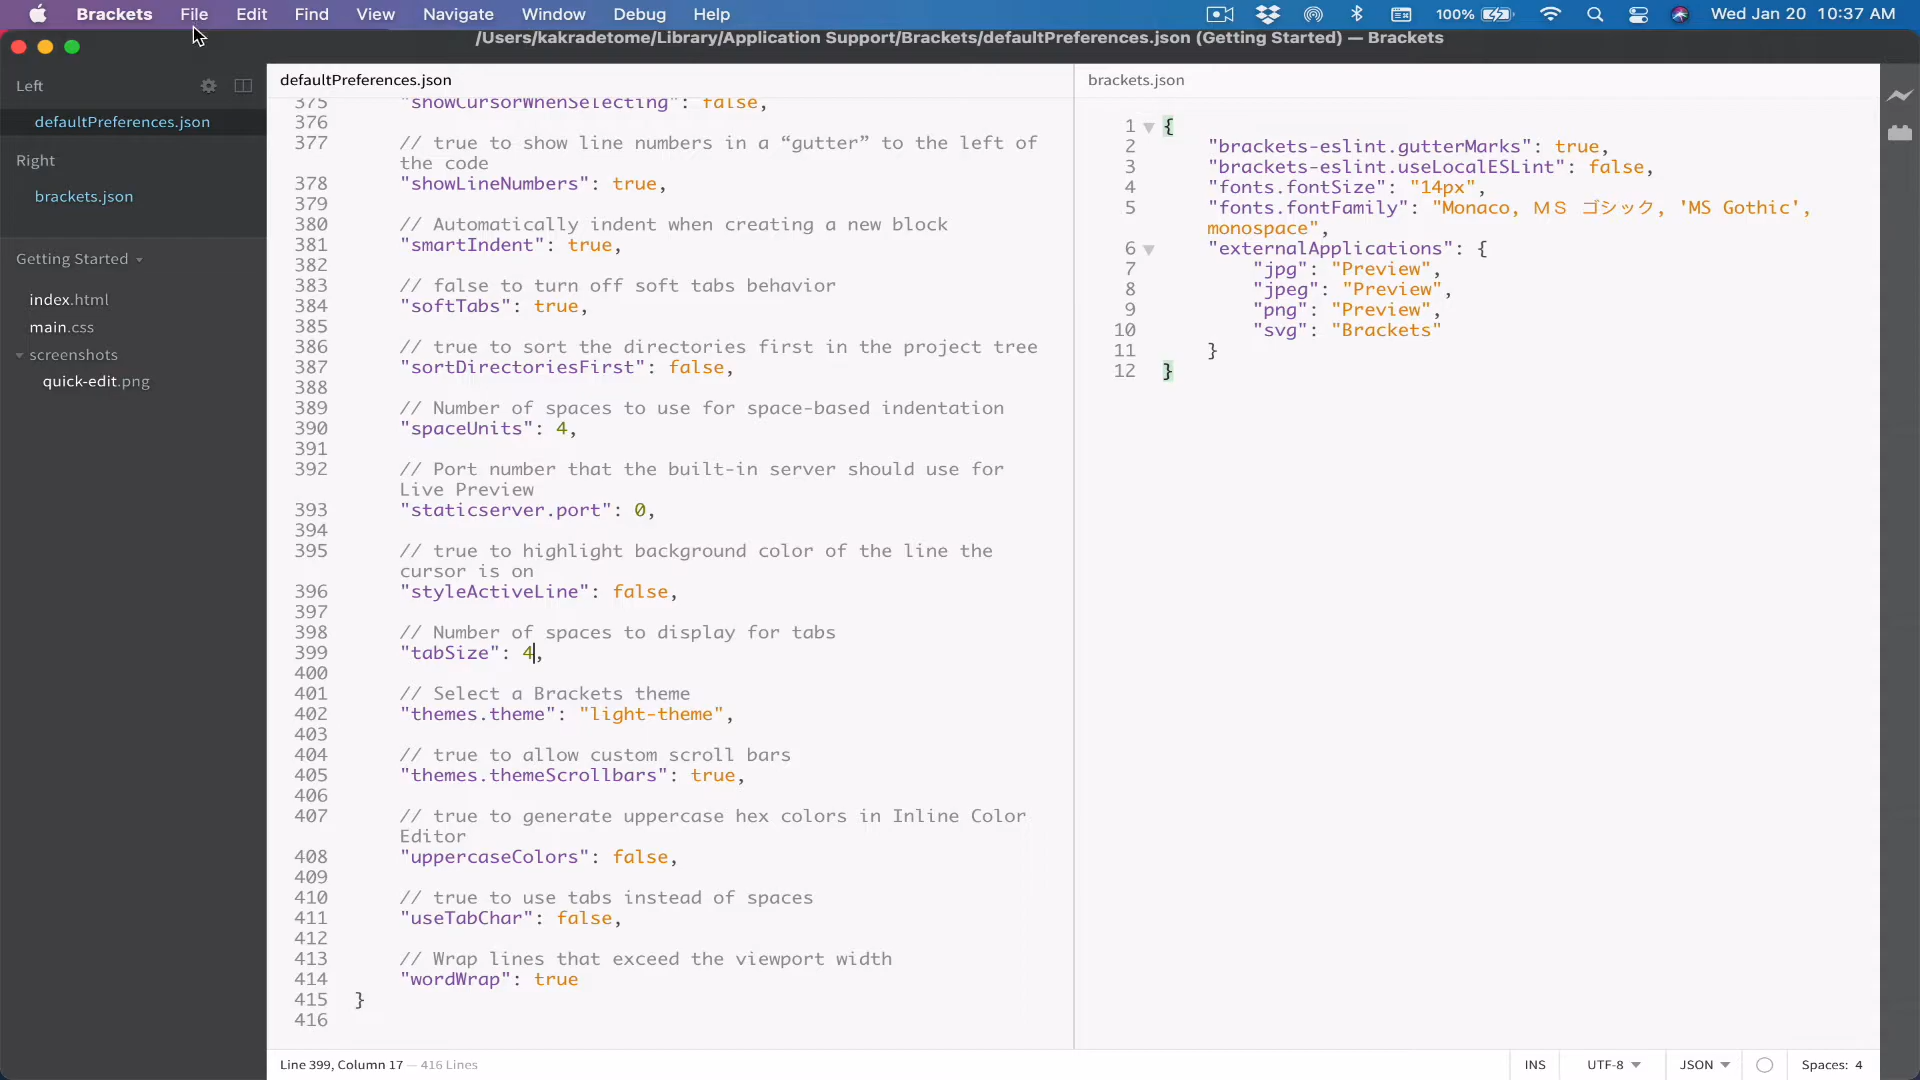 Brackets File Edit Find View Navigate Window Debug Help 100% Wed Jan 20 10:37 AM
/Users/kakradetome/Library/Application Support/Brackets/defaultPreferences.json (Getting Started) — Brackets
Left
defaultPreferences.json
Right
brackets.json
Getting Started
index.html
main.css
screenshots
quick-edit.png
defaultPreferences.json
375 "showCursorWhenSelecting": false,
376
377 // true to show line numbers in a “gutter” to the left of
the code
378 "showLineNumbers": true,
379
380 // Automatically indent when creating a new block
381 "smartIndent": true,
382
383 // false to turn off soft tabs behavior
384 "softTabs": true,
385
386 // true to sort the directories first in the project tree
387 "sortDirectoriesFirst": false,
388
389 // Number of spaces to use for space-based indentation
390 "spaceUnits": 4,
391
392 // Port number that the built-in server should use for
Live Preview
393 "staticserver.port": 0,
394
395 // true to highlight background color of the line the
cursor is on
396 "styleActiveLine": false,
397
398 // Number of spaces to display for tabs
399 "tabSize": 4,
400
401 // Select a Brackets theme
402 "themes.theme": "light-theme",
403
404 // true to allow custom scroll bars
405 "themes.themeScrollbars": true,
406
407 // true to generate uppercase hex colors in Inline Color
Editor
408 "uppercaseColors": false,
409
410 // true to use tabs instead of spaces
411 "useTabChar": false,
412
413 // Wrap lines that exceed the viewport width
414 "wordWrap": true
415 }
416
brackets.json
1 {
2 "brackets-eslint.gutterMarks": true,
3 "brackets-eslint.useLocalESLint": false,
4 "fonts.fontSize": "14px",
5 "fonts.fontFamily": "Monaco, ＭＳ ゴシック, 'MS Gothic',
monospace",
6 "externalApplications": {
7 "jpg": "Preview",
8 "jpeg": "Preview",
9 "png": "Preview",
10 "svg": "Brackets"
11 }
12 }
Line 399, Column 17 — 416 Lines
INS UTF-8 JSON Spaces: 4